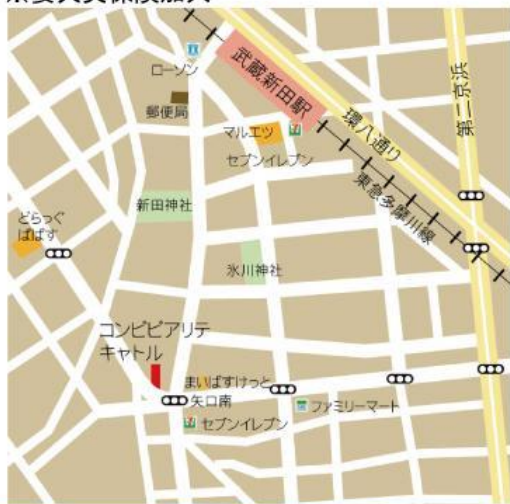 ローソン
武蔵新田駅
郵便局
マルエツ
セブンイレブン
環八通り
第二京浜
東急多摩川線
新田神社
どらっぐ
ぱぱす
氷川神社
コンビビアリテ
キャトル
まいばすけっと
矢口南
ファミリーマート
セブンイレブン